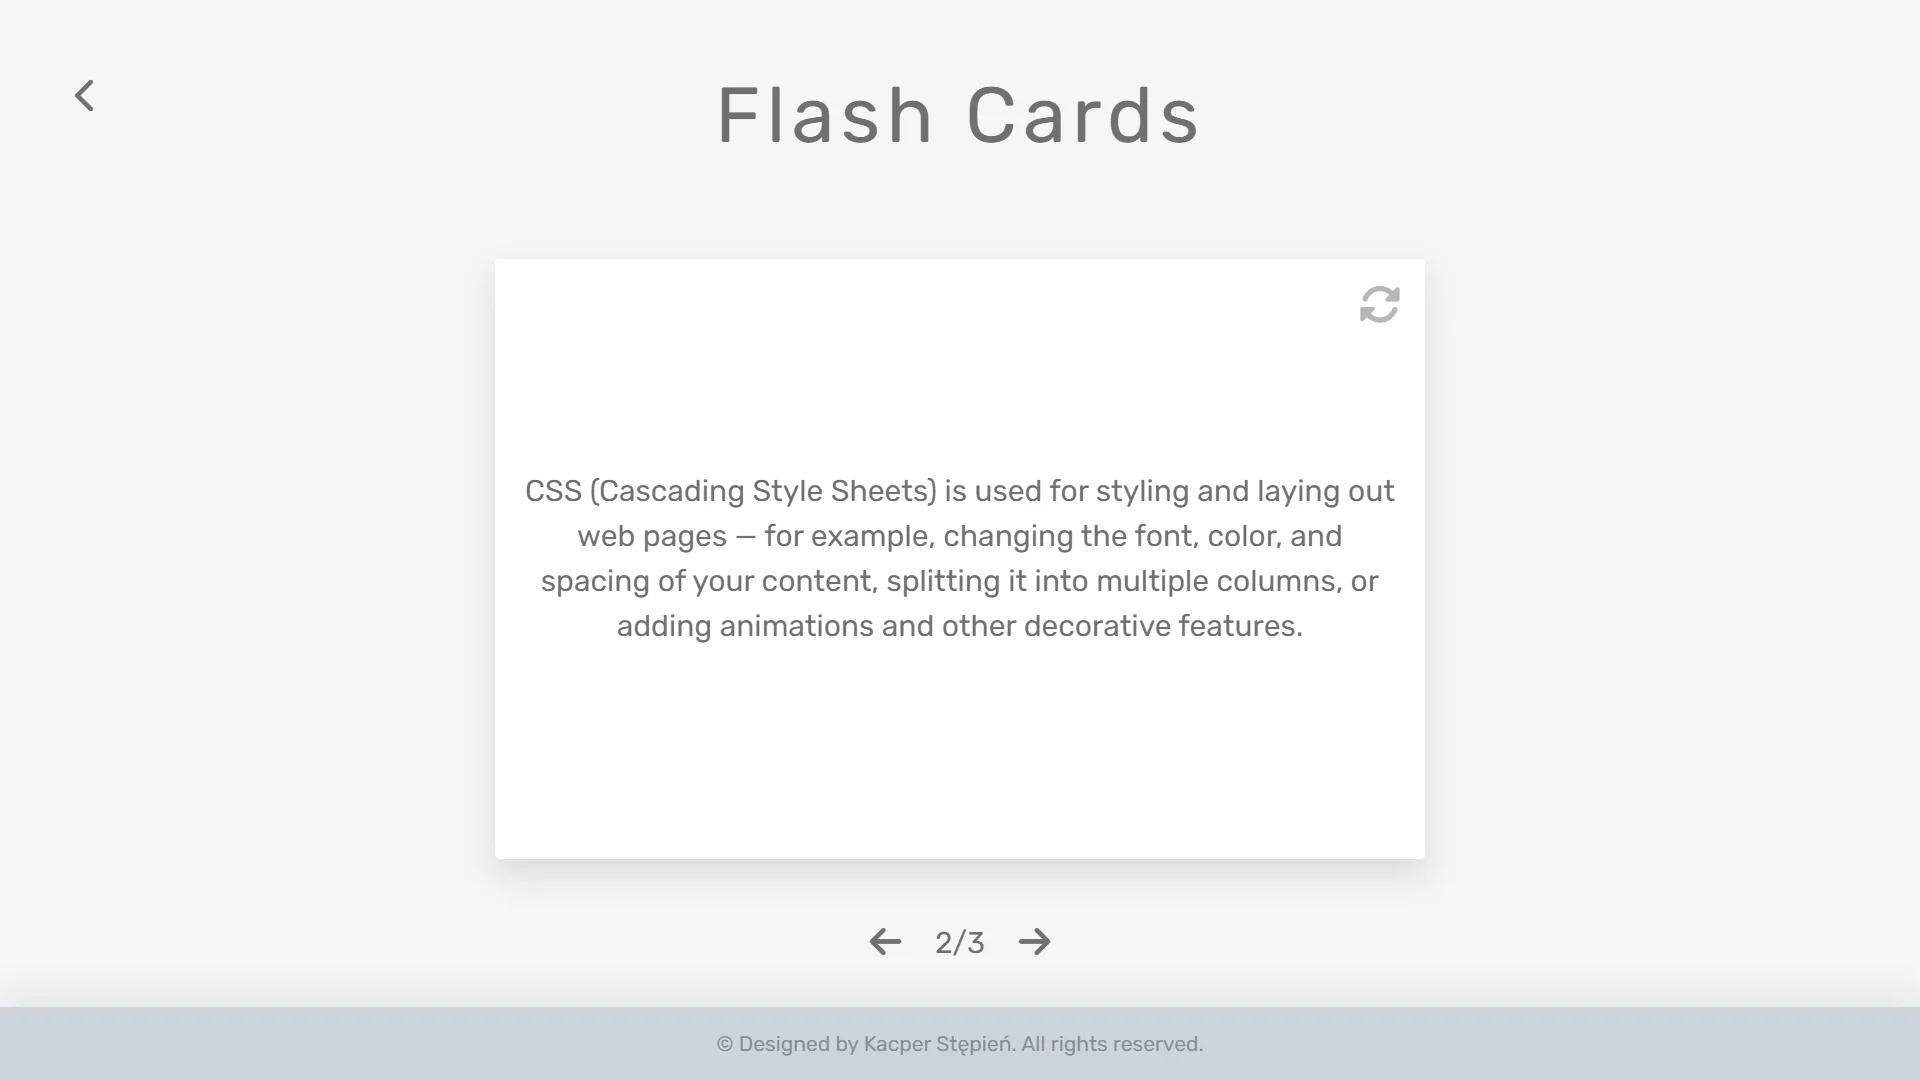 Flash Cards
CSS (Cascading Style Sheets) is used for styling and laying out
web pages — for example, changing the font, color, and
spacing of your content, splitting it into multiple columns, or
adding animations and other decorative features.
2/3
© Designed by Kacper Stępień. All rights reserved.